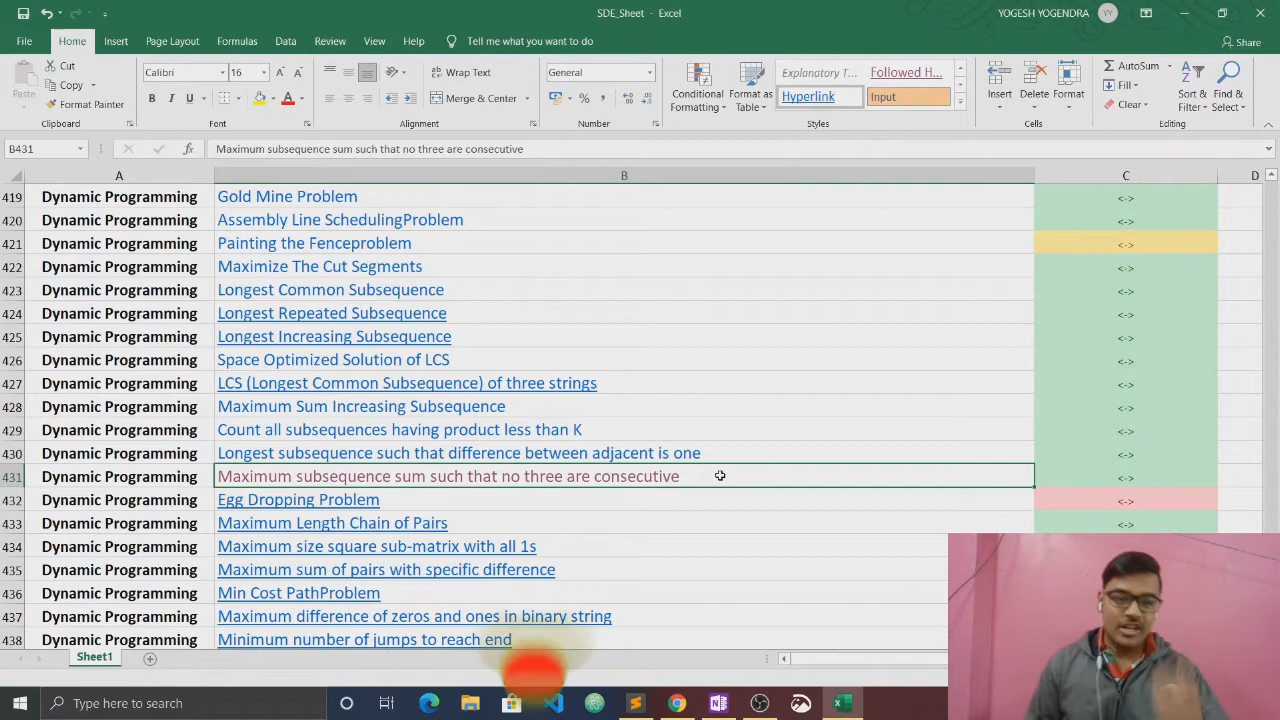 SDE_Sheet – Excel
YOGESH YOGENDRA YY
File Home Insert Page Layout Formulas Data Review View Help Tell me what you want to do Share
Paste Cut Copy Format Painter Clipboard
Calibri 16 A A B I U A Font
Wrap Text Merge & Center Alignment
General % , Number
Conditional Formatting Format as Table Explanatory T... Followed H... Hyperlink Input Styles
Insert Delete Format Cells
AutoSum Fill Clear Sort & Filter Find & Select Editing
B431 fx Maximum subsequence sum such that no three are consecutive
A B C D
419 Dynamic Programming Gold Mine Problem <->
420 Dynamic Programming Assembly Line SchedulingProblem <->
421 Dynamic Programming Painting the Fenceproblem <->
422 Dynamic Programming Maximize The Cut Segments <->
423 Dynamic Programming Longest Common Subsequence <->
424 Dynamic Programming Longest Repeated Subsequence <->
425 Dynamic Programming Longest Increasing Subsequence <->
426 Dynamic Programming Space Optimized Solution of LCS <->
427 Dynamic Programming LCS (Longest Common Subsequence) of three strings <->
428 Dynamic Programming Maximum Sum Increasing Subsequence <->
429 Dynamic Programming Count all subsequences having product less than K <->
430 Dynamic Programming Longest subsequence such that difference between adjacent is one <->
431 Dynamic Programming Maximum subsequence sum such that no three are consecutive <->
432 Dynamic Programming Egg Dropping Problem <->
433 Dynamic Programming Maximum Length Chain of Pairs <->
434 Dynamic Programming Maximum size square sub-matrix with all 1s
435 Dynamic Programming Maximum sum of pairs with specific difference
436 Dynamic Programming Min Cost PathProblem
437 Dynamic Programming Maximum difference of zeros and ones in binary string
438 Dynamic Programming Minimum number of jumps to reach end
Sheet1
Type here to search